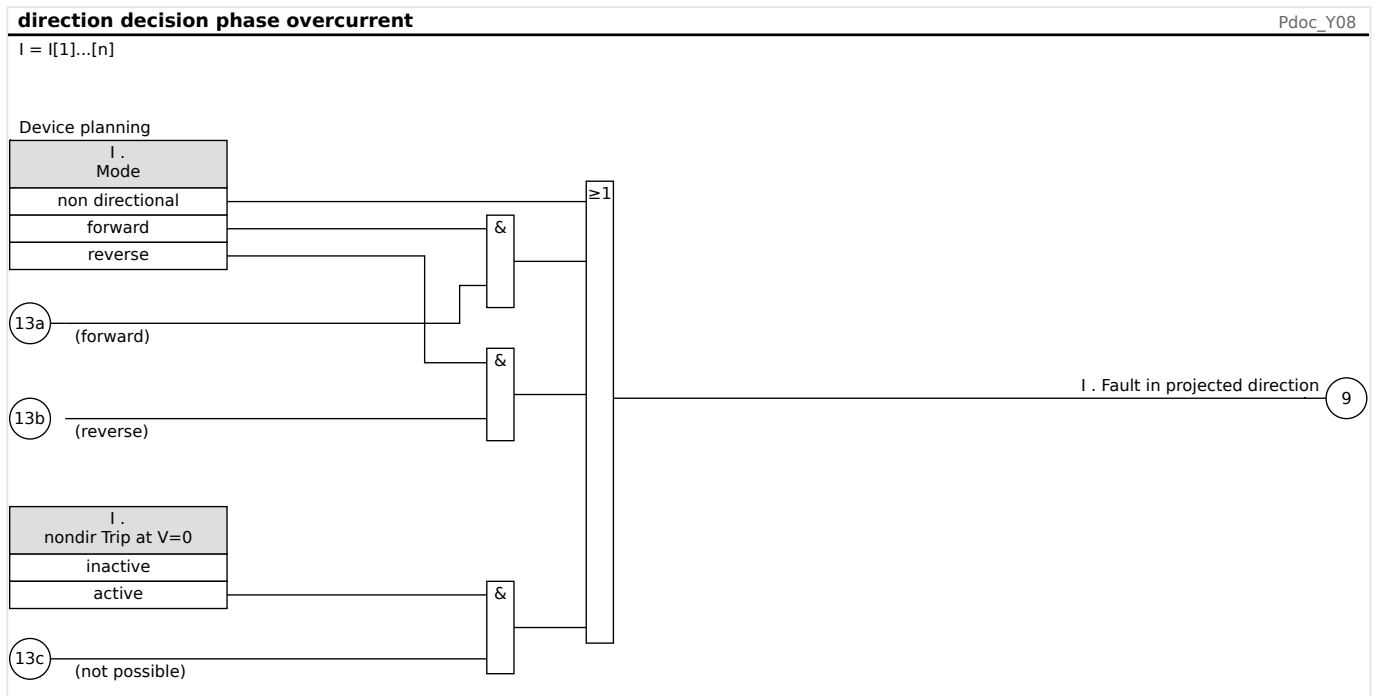 direction decision phase overcurrent
Pdoc_Y08
I = I[1]...[n]
Device planning
I .
Mode
non directional
forward
reverse
≥1
&
13a
(forward)
&
13b
(reverse)
I . Fault in projected direction
9
I .
nondir Trip at V=0
inactive
active
&
13c
(not possible)